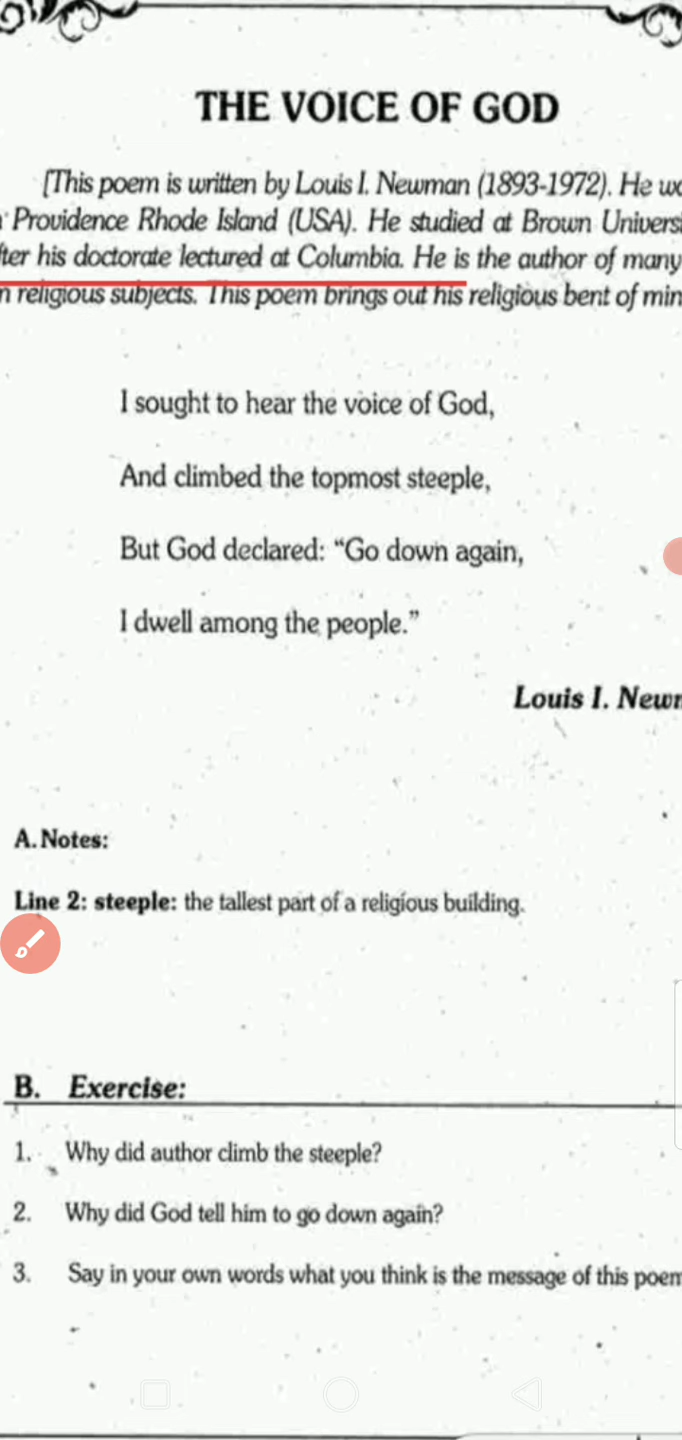 THE VOICE OF GOD
[This poem is written by Louis I. Newman (1893-1972). He
Providence Rhode Island (USA). He studied at Brown
his doctorate lectured at Columbia. He is the author of many
religious subjects. This poem brings out his religious bent of
I sought to hear the voice of God,
And climbed the topmost steeple,
But God declared: “Go down again,
I dwell among the people.”
Louis I.
A. Notes:
Line 2: steeple: the tallest part of a religious building.
B. Exercise:
1. Why did author climb the steeple?
2. Why did God tell him to go down again?
3. Say in your own words what you think is the message of this poem